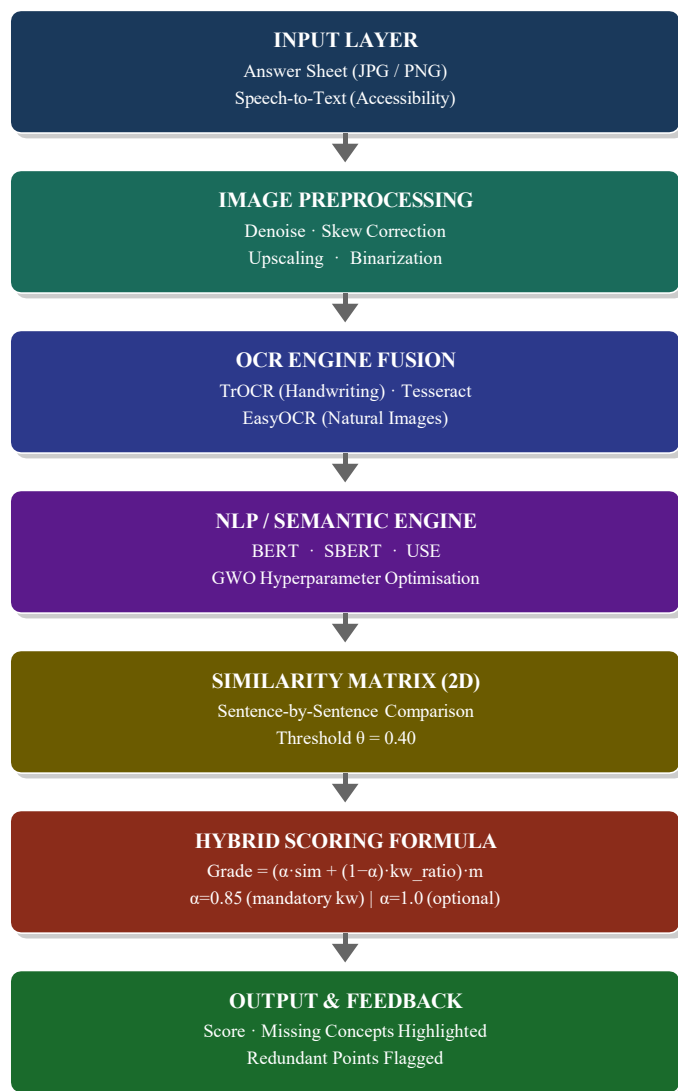 INPUT LAYER
Answer Sheet (JPG / PNG)
Speech-to-Text (Accessibility)
IMAGE PREPROCESSING
Denoise · Skew Correction
Upscaling · Binarization
OCR ENGINE FUSION
TrOCR (Handwriting) · Tesseract
EasyOCR (Natural Images)
NLP / SEMANTIC ENGINE
BERT · SBERT · USE
GWO Hyperparameter Optimisation
SIMILARITY MATRIX (2D)
Sentence-by-Sentence Comparison
Threshold θ = 0.40
HYBRID SCORING FORMULA
Grade = (α·sim + (1−α)·kw_ratio)·m
α=0.85 (mandatory kw) | α=1.0 (optional)
OUTPUT & FEEDBACK
Score · Missing Concepts Highlighted
Redundant Points Flagged